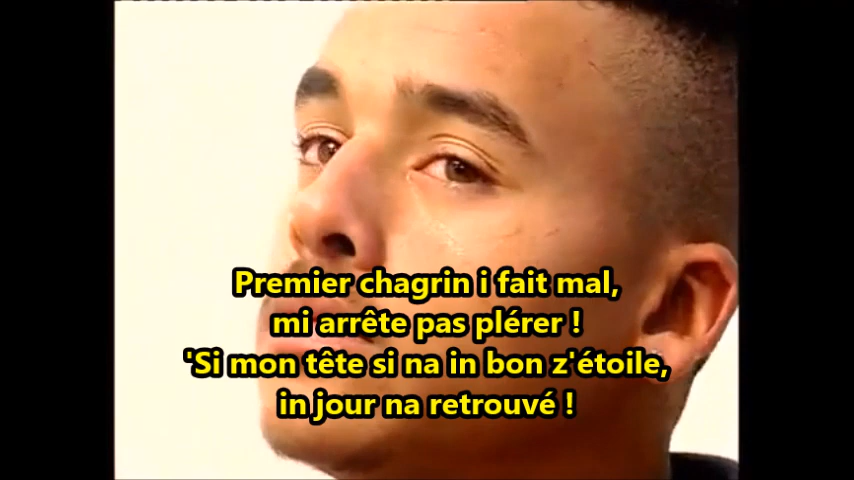 Premier chagrin i fait mal,
mi arrête pas plérer !
'Si mon tête si na in bon z'étoile,
in jour na retrouvé !